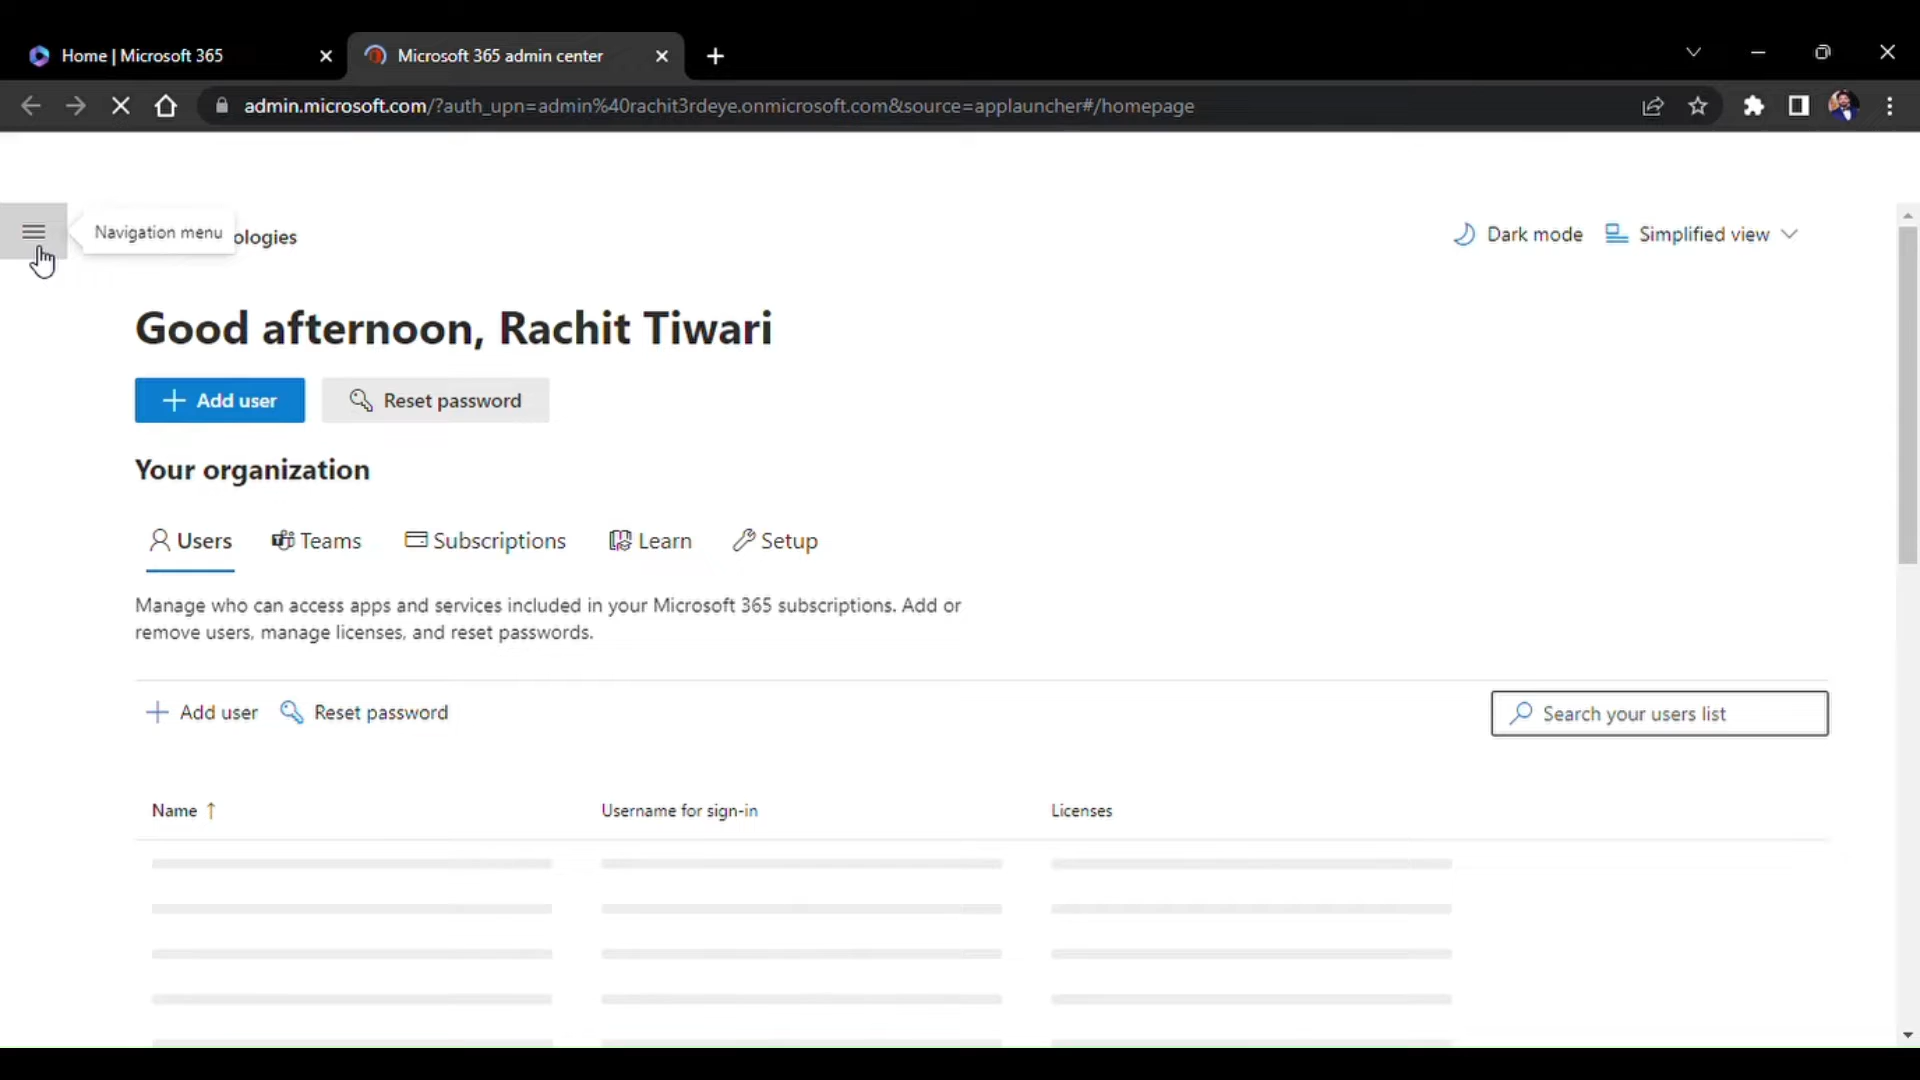 Home | Microsoft 365
Microsoft 365 admin center
admin.microsoft.com/?auth_upn=admin%40rachit3rdeye.onmicrosoft.com&source=applauncher#/homepage
Navigation menu
ologies
Dark mode
Simplified view
Good afternoon, Rachit Tiwari
Add user
Reset password
Your organization
Users
Teams
Subscriptions
Learn
Setup
Manage who can access apps and services included in your Microsoft 365 subscriptions. Add or
remove users, manage licenses, and reset passwords.
Add user
Reset password
Search your users list
Name ↑
Username for sign-in
Licenses